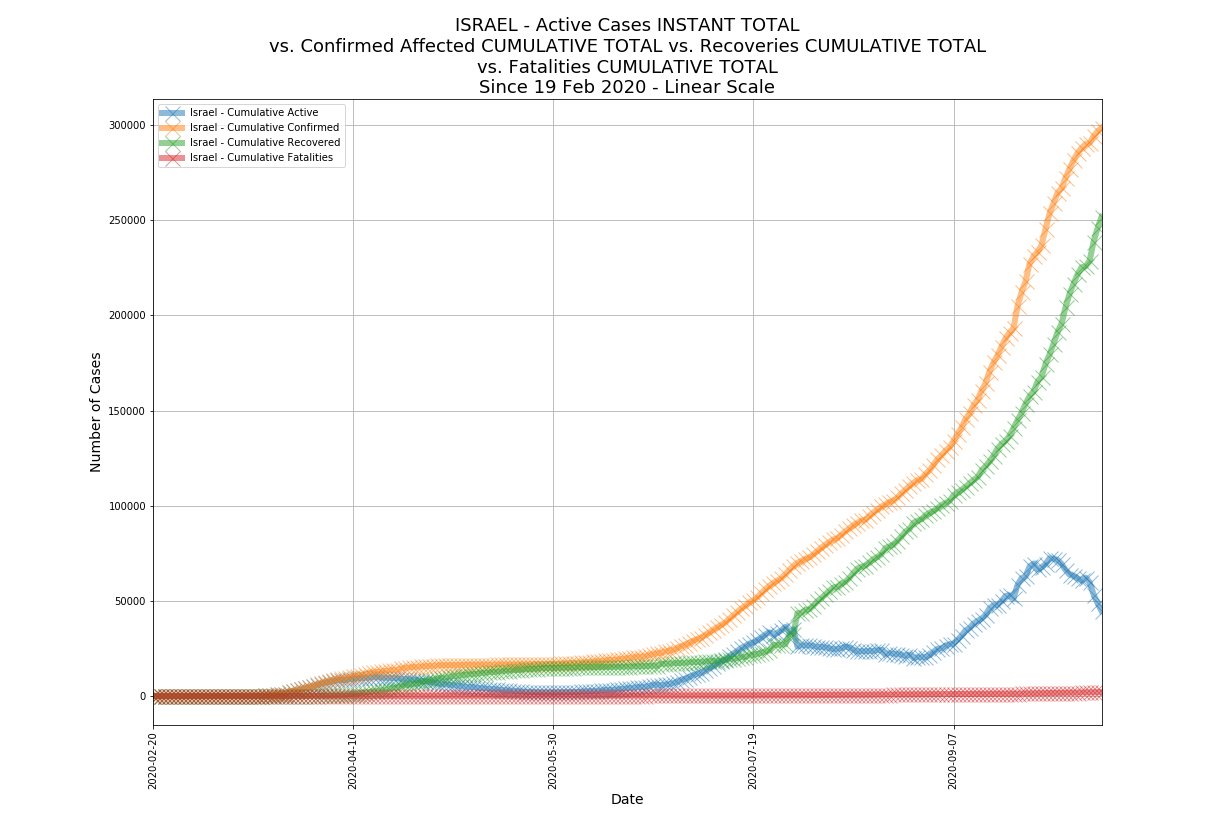 ISRAEL - Active Cases INSTANT TOTAL
vs. Confirmed Affected CUMULATIVE TOTAL vs. Recoveries CUMULATIVE TOTAL
vs. Fatalities CUMULATIVE TOTAL
Since 19 Feb 2020 - Linear Scale
Israel - Cumulative Active
Israel - Cumulative Confirmed
Israel - Cumulative Recovered
Israel - Cumulative Fatalities
300000
250000
200000
150000
100000
50000
0
Number of Cases
2020-02-20
2020-04-10
2020-05-30
2020-07-19
2020-09-07
Date